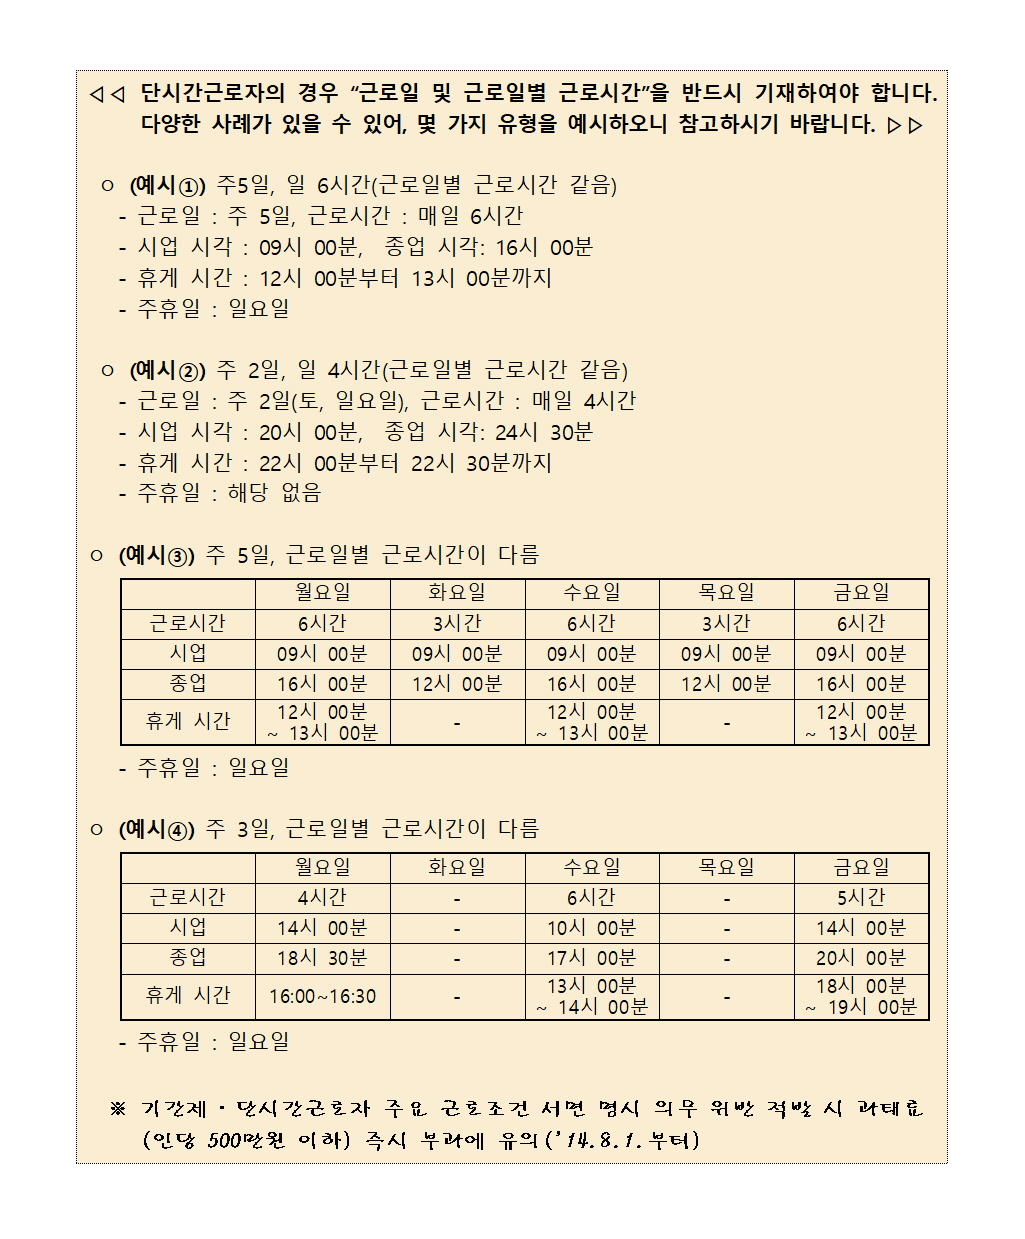 ◁◁ 단시간근로자의 경우 “근로일 및 근로일별 근로시간”을 반드시 기재하여야 합니다.
다양한 사례가 있을 수 있어, 몇 가지 유형을 예시하오니 참고하시기 바랍니다. ▷▷
ㅇ (예시①) 주5일, 일 6시간(근로일별 근로시간 같음)
- 근로일 : 주 5일, 근로시간 : 매일 6시간
- 시업 시각 : 09시 00분, 종업 시각: 16시 00분
- 휴게 시간 : 12시 00분부터 13시 00분까지
- 주휴일 : 일요일
ㅇ (예시②) 주 2일, 일 4시간(근로일별 근로시간 같음)
- 근로일 : 주 2일(토, 일요일), 근로시간 : 매일 4시간
- 시업 시각 : 20시 00분, 종업 시각: 24시 30분
- 휴게 시간 : 22시 00분부터 22시 30분까지
- 주휴일 : 해당 없음
ㅇ (예시③) 주 5일, 근로일별 근로시간이 다름
월요일 화요일 수요일 목요일 금요일
근로시간 6시간 3시간 6시간 3시간 6시간
시업 09시 00분 09시 00분 09시 00분 09시 00분 09시 00분
종업 16시 00분 12시 00분 16시 00분 12시 00분 16시 00분
휴게 시간 12시 00분 ~ 13시 00분 - 12시 00분 ~ 13시 00분 - 12시 00분 ~ 13시 00분
- 주휴일 : 일요일
ㅇ (예시④) 주 3일, 근로일별 근로시간이 다름
월요일 화요일 수요일 목요일 금요일
근로시간 4시간 - 6시간 - 5시간
시업 14시 00분 - 10시 00분 - 14시 00분
종업 18시 30분 - 17시 00분 - 20시 00분
휴게 시간 16:00~16:30 - 13시 00분 ~ 14시 00분 - 18시 00분 ~ 19시 00분
- 주휴일 : 일요일
※ 기간제·단시간근로자 주요 근로조건 서면 명시 의무 위반 적발 시 과태료
(인당 500만원 이하) 즉시 부과에 유의('14.8.1.부터)